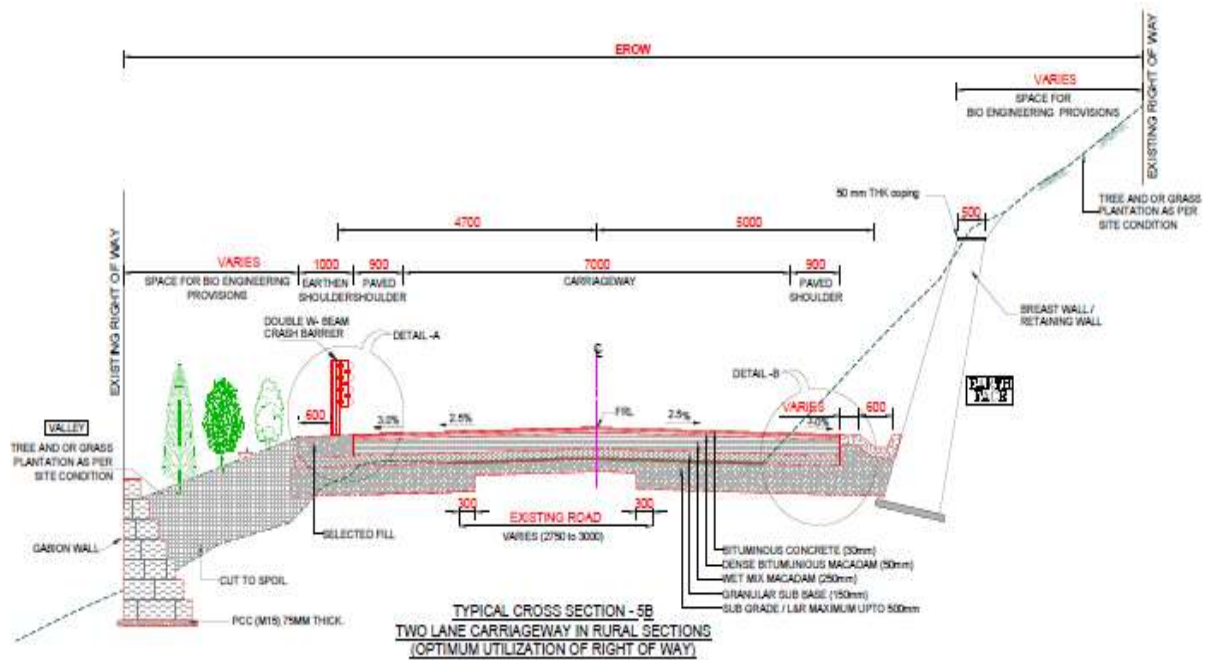 EROW
EXISTING RIGHT OF WAY
VARIES
SPACE FOR
BIO ENGINEERING PROVISIONS
50 mm THK coping
500
TREE AND OR GRASS
PLANTATION AS PER
SITE CONDITION
4700
5000
EXISTING RIGHT OF WAY
VARIES
SPACE FOR BIO ENGINEERING
PROVISIONS
1000
EARTHEN
SHOULDER
900
PAVED
SHOULDER
7000
CARRIAGEWAY
900
PAVED
SHOULDER
BREAST WALL /
RETAINING WALL
DOUBLE W- BEAM
CRASH BARRIER
DETAIL -A
DETAIL -B
VARIES
600
VALLEY
TREE AND OR GRASS
PLANTATION AS PER
SITE CONDITION
500
3.0%
2.5%
FRL
2.5%
3.0%
300
300
EXISTING ROAD
VARIES (2750 to 3000)
GABION WALL
SELECTED FILL
CUT TO SPOIL
PCC (M15) 75MM THICK.
BITUMINOUS CONCRETE (30mm)
DENSE BITUMUNIOUS MACADAM (50mm)
WET MIX MACADAM (250mm)
GRANULAR SUB BASE (150mm)
SUB GRADE / L&R MAXIMUM UPTO 500mm
TYPICAL CROSS SECTION - 5B
TWO LANE CARRIAGEWAY IN RURAL SECTIONS
(OPTIMUM UTILIZATION OF RIGHT OF WAY)